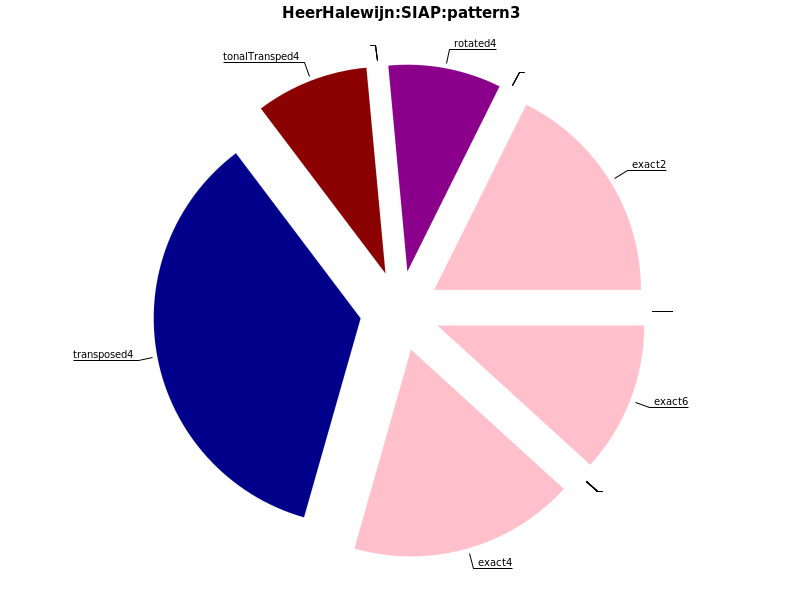 HeerHalewijn:SIAP:pattern3
rotated4
tonalTransped4
exact2
transposed4
exact6
exact4